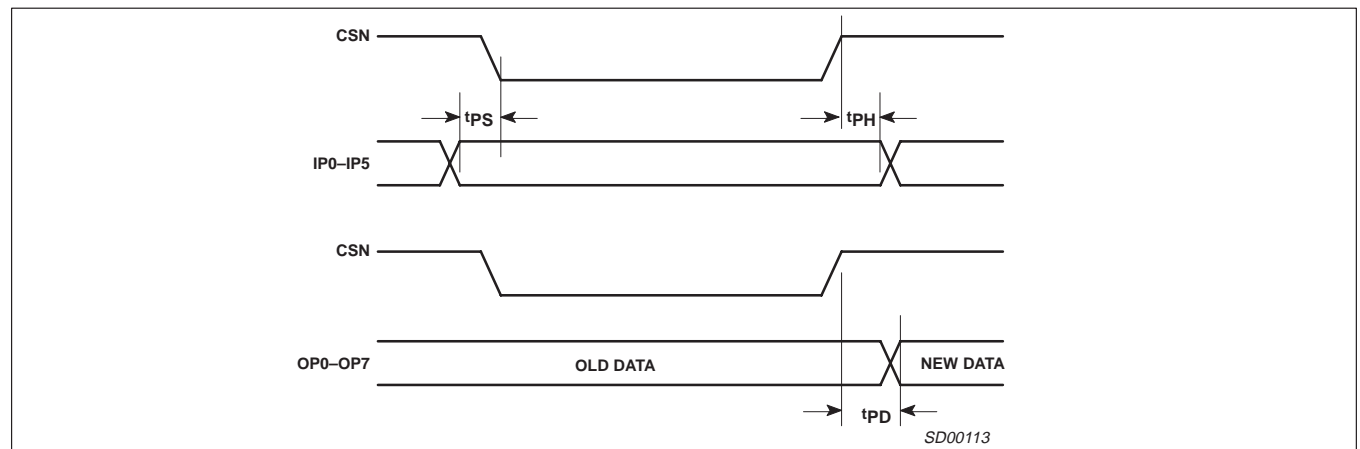 CSN
tPS
tPH
IP0–IP5
CSN
OP0–OP7
OLD DATA
NEW DATA
tPD
SD00113